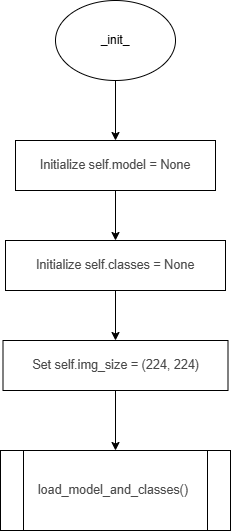 _init_
Initialize self.model = None
Initialize self.classes = None
Set self.img_size = (224, 224)
load_model_and_classes()